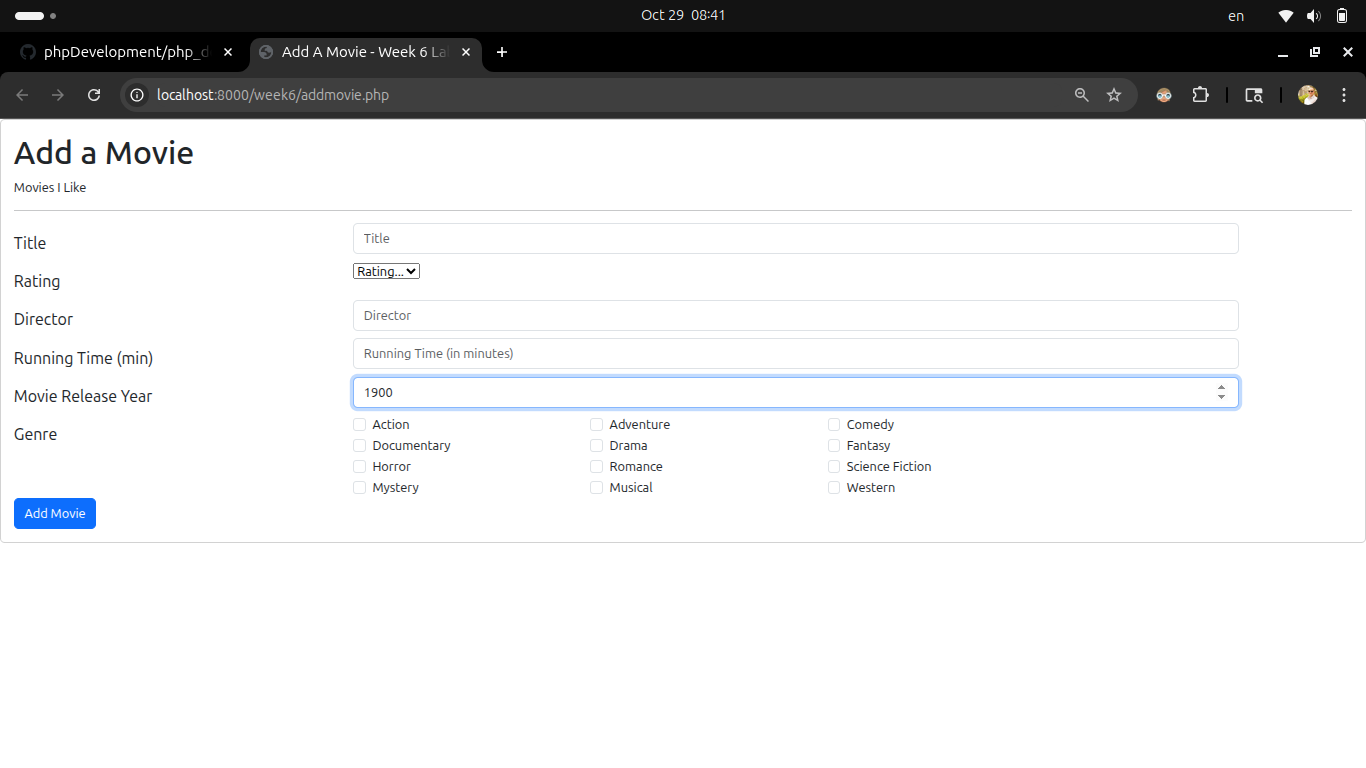 Oct 29 08:41
en
phpDevelopment/php_d
Add A Movie - Week 6 La
localhost:8000/week6/addmovie.php
Add a Movie
Movies I Like
Title
Title
Rating
Rating...
Director
Director
Running Time (min)
Running Time (in minutes)
Movie Release Year
1900
Genre
Action Adventure Comedy
Documentary Drama Fantasy
Horror Romance Science Fiction
Mystery Musical Western
Add Movie